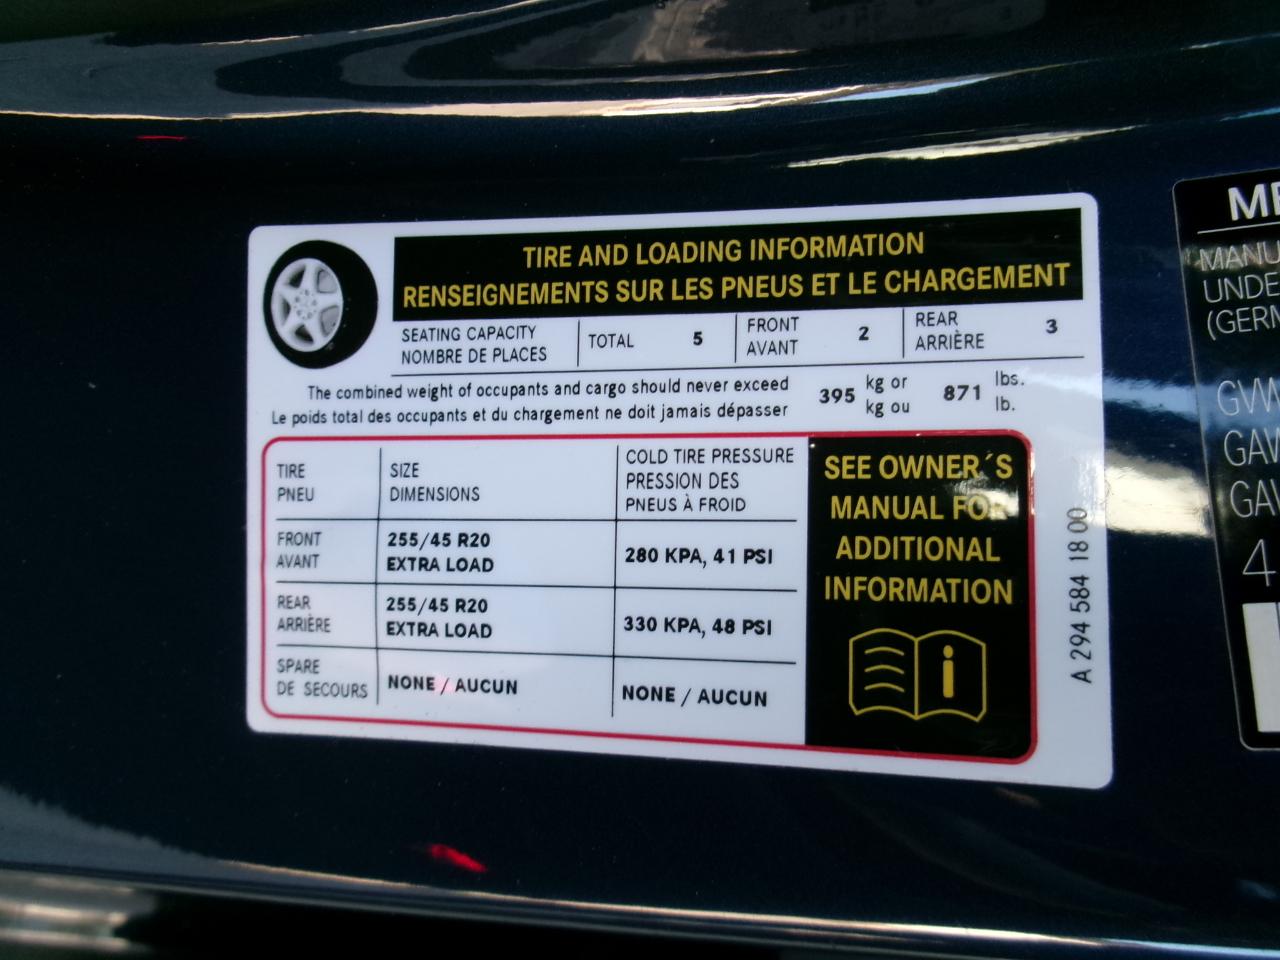 TIRE AND LOADING INFORMATION
RENSEIGNEMENTS SUR LES PNEUS ET LE CHARGEMENT
SEATING CAPACITY
NOMBRE DE PLACES
TOTAL 5
FRONT
AVANT
2
REAR
ARRIÈRE
3
The combined weight of occupants and cargo should never exceed
Le poids total des occupants et du chargement ne doit jamais dépasser
395
kg or
kg ou
871
lbs.
lb.
TIRE
PNEU
SIZE
DIMENSIONS
COLD TIRE PRESSURE
PRESSION DES
PNEUS À FROID
FRONT
AVANT
255/45 R20
EXTRA LOAD
280 KPA, 41 PSI
REAR
ARRIÈRE
255/45 R20
EXTRA LOAD
330 KPA, 48 PSI
SPARE
DE SECOURS
NONE / AUCUN
NONE / AUCUN
SEE OWNER´S
MANUAL FOR
ADDITIONAL
INFORMATION
A 294 584 18 00
(GERM
4